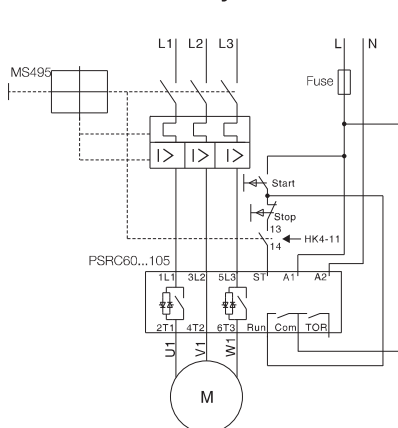 L1 L2 L3 L N
MS495
Fuse
I> I> I>
Start
Stop
13
14 HK4-11
PSRC60...105
1L1 3L2 5L3 ST A1 A2
2T1 4T2 6T3 Run Com TOR
U1 V1 W1
M